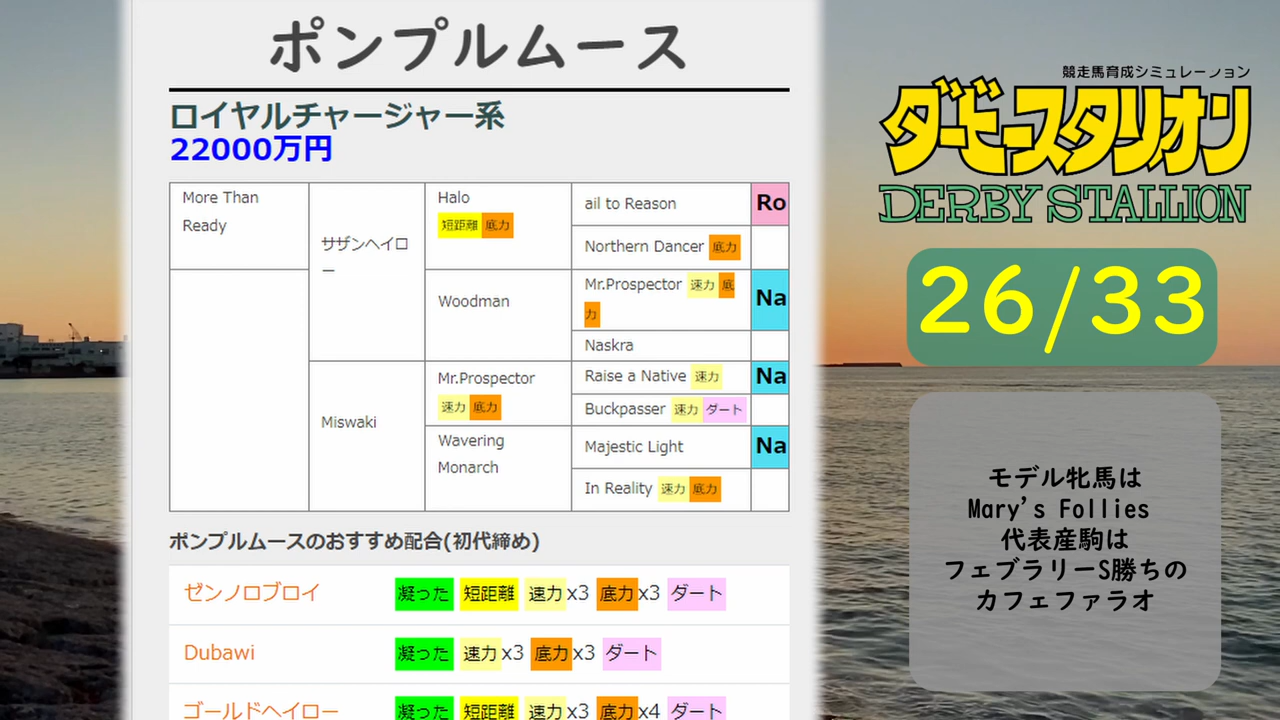 ポンプルムース
ロイヤルチャージャー系
22000万円
More Than
Ready
サザンヘイロ
ー
Halo
短距離 底力
ail to Reason
Ro
Northern Dancer 底力
Woodman
Mr.Prospector 速力 底
力
Na
Naskra
Miswaki
Mr.Prospector
速力 底力
Raise a Native 速力
Na
Buckpasser 速力 ダート
Wavering
Monarch
Majestic Light
Na
In Reality 速力 底力
ポンプルムースのおすすめ配合(初代締め)
ゼンノロブロイ 凝った 短距離 速力x3 底力x3 ダート
Dubawi 凝った 速力x3 底力x3 ダート
ゴールドヘイロー 凝った 短距離 速力x3 底力x4 ダート
競走馬育成シミュレーション
ダービースタリオン
DERBY STALLION
26/33
モデル牝馬は
Mary's Follies
代表産駒は
フェブラリーS勝ちの
カフェファラオ